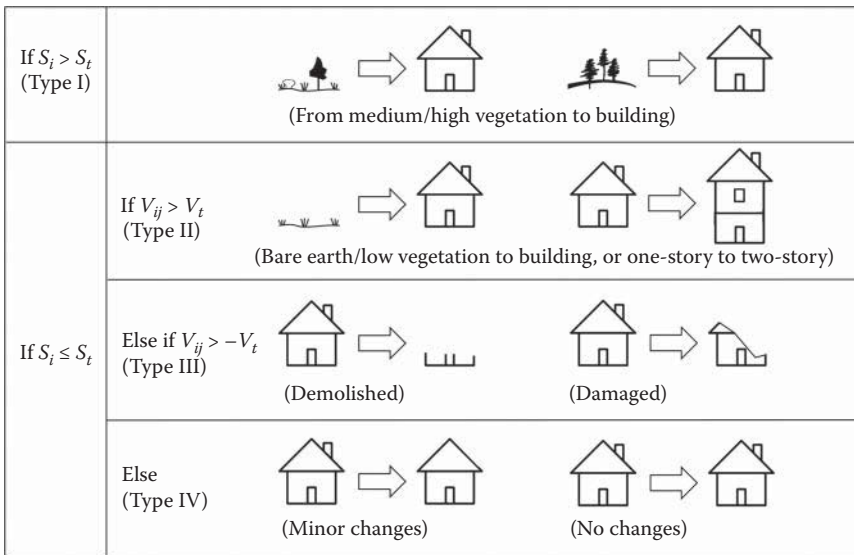 If S_i > S_t
(Type I)
(From medium/high vegetation to building)
If S_i ≤ S_t
If V_ij > V_t
(Type II)
(Bare earth/low vegetation to building, or one-story to two-story)
Else if V_ij > −V_t
(Type III)
(Demolished)
(Damaged)
Else
(Type IV)
(Minor changes)
(No changes)